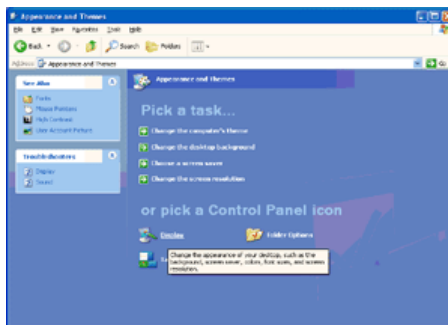 Appearance and Themes
File Edit View Favorites Tools Help
Back Search Folders
Address Appearance and Themes Go
See Also
Fonts
Mouse Pointers
High Contrast
User Account Picture
Troubleshooters
Display
Sound
Appearance and Themes
Pick a task...
Change the computer's theme
Change the desktop background
Choose a screen saver
Change the screen resolution
or pick a Control Panel icon
Display Folder Options
Change the appearance of your desktop, such as the
background, screen saver, colors, font sizes, and screen
resolution.